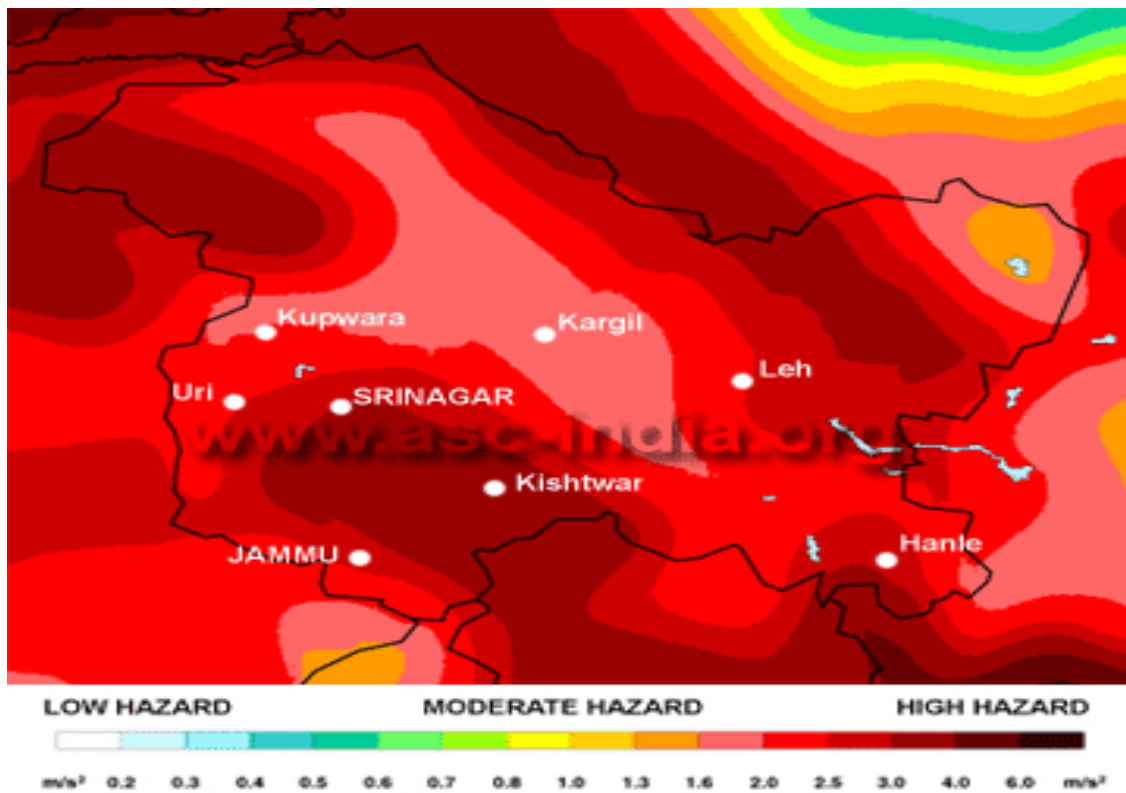 Kupwara
Kargil
Leh
Uri
SRINAGAR
www.asc-india.org
Kishtwar
Hanle
JAMMU
LOW HAZARD MODERATE HAZARD HIGH HAZARD
m/s² 0.2 0.3 0.4 0.5 0.6 0.7 0.8 1.0 1.3 1.6 2.0 2.5 3.0 4.0 6.0 m/s²